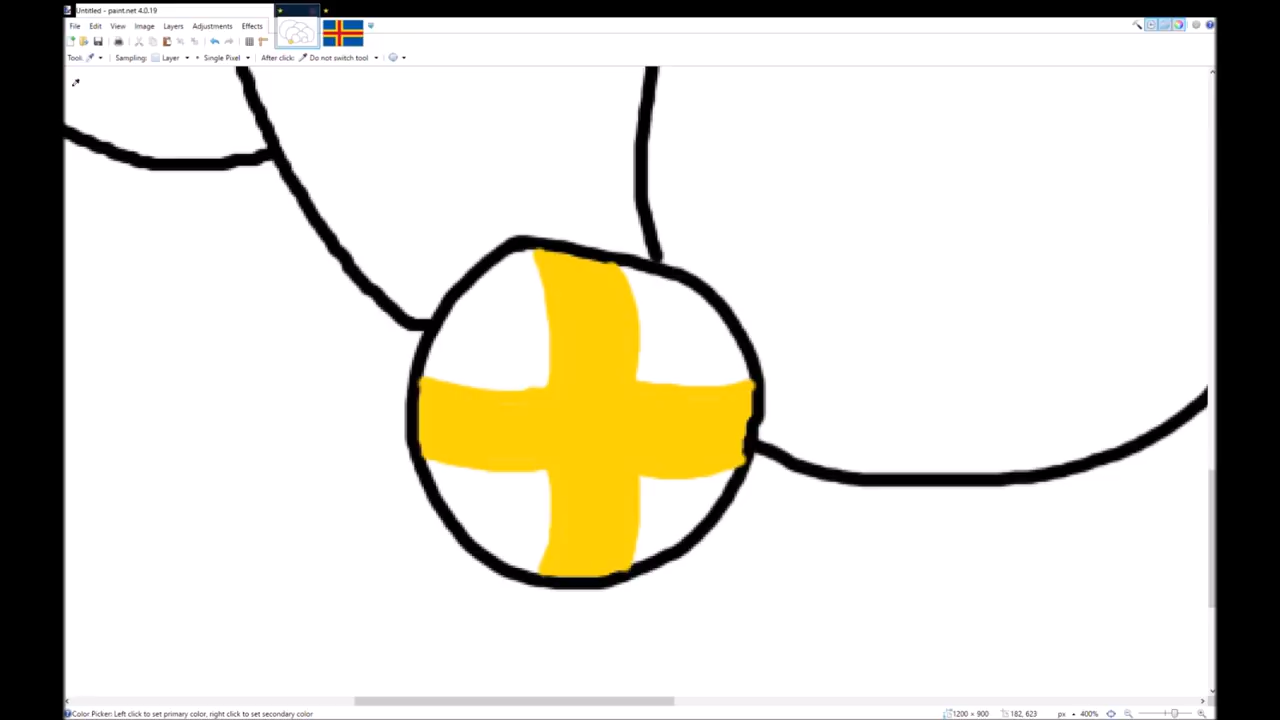 Untitled - paint.net 4.0.19
File Edit View Image Layers Adjustments Effects
Tool: Sampling: Layer Single Pixel After click: Do not switch tool
Color Picker: Left click to set primary color, right click to set secondary color 1200 × 900 182, 623 px 400%